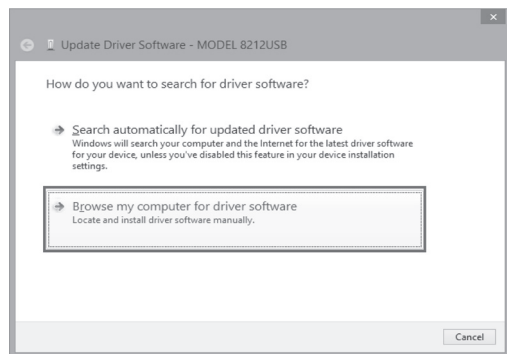 Update Driver Software - MODEL 8212USB
How do you want to search for driver software?
Search automatically for updated driver software
Windows will search your computer and the Internet for the latest driver software
for your device, unless you've disabled this feature in your device installation
settings.
Browse my computer for driver software
Locate and install driver software manually.
Cancel